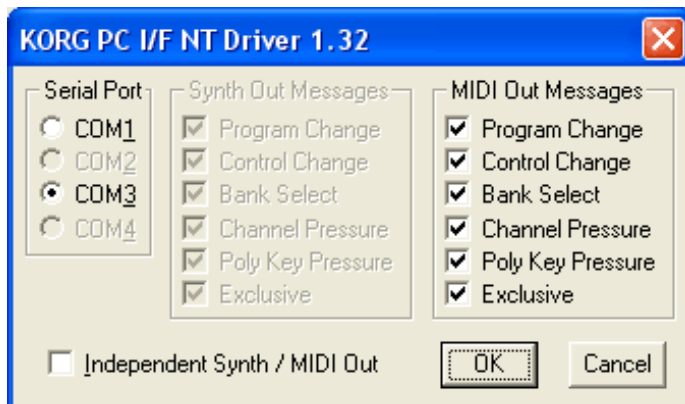 KORG PC I/F NT Driver 1.32
Serial Port
COM1
COM2
COM3
COM4
Synth Out Messages
Program Change
Control Change
Bank Select
Channel Pressure
Poly Key Pressure
Exclusive
MIDI Out Messages
Program Change
Control Change
Bank Select
Channel Pressure
Poly Key Pressure
Exclusive
Independent Synth / MIDI Out
OK
Cancel